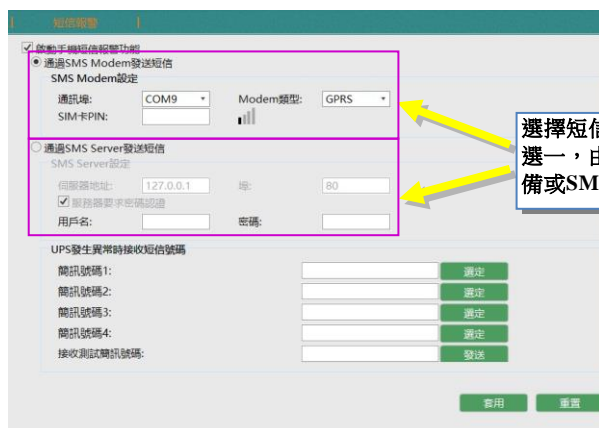 短信報警
啟動手機短信報警功能
通過SMS Modem發送短信
SMS Modem設定
通訊埠: COM9 Modem類型: GPRS
SIM卡PIN:
通過SMS Server發送短信
SMS Server設定
伺服器地址: 127.0.0.1 埠: 80
服務器要求密碼認證
用戶名: 密碼:
選擇短信
選一，由
備或SM
UPS發生異常時接收短信號碼
簡訊號碼1: 選定
簡訊號碼2: 選定
簡訊號碼3: 選定
簡訊號碼4: 選定
接收測試簡訊號碼: 發送
套用 重置